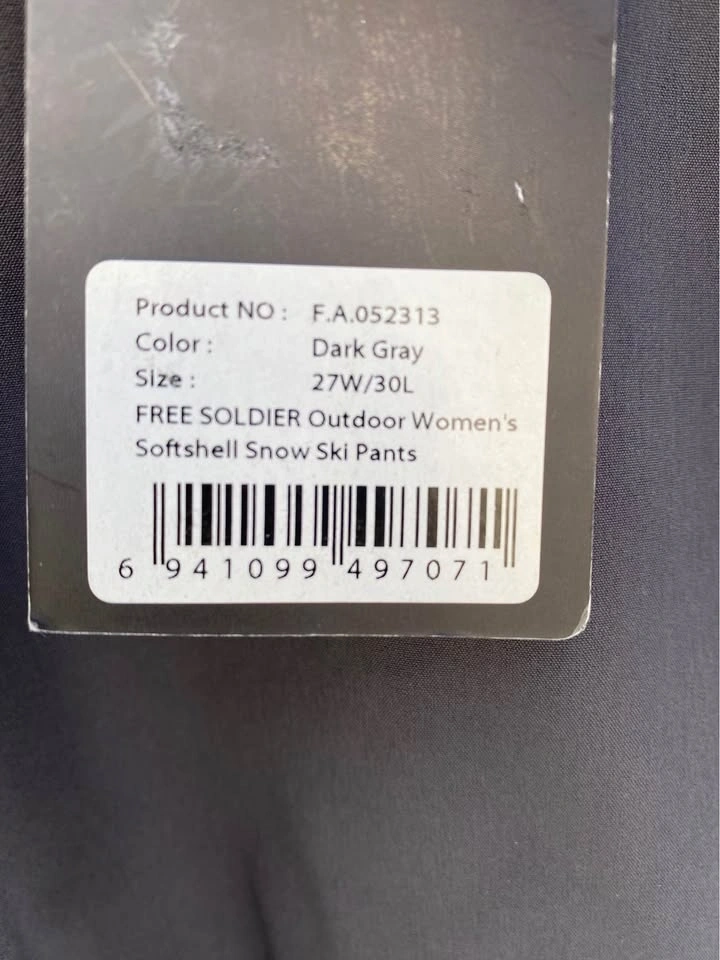 Product NO : F.A.052313
Color : Dark Gray
Size : 27W/30L
FREE SOLDIER Outdoor Women's
Softshell Snow Ski Pants
6 941099 497071